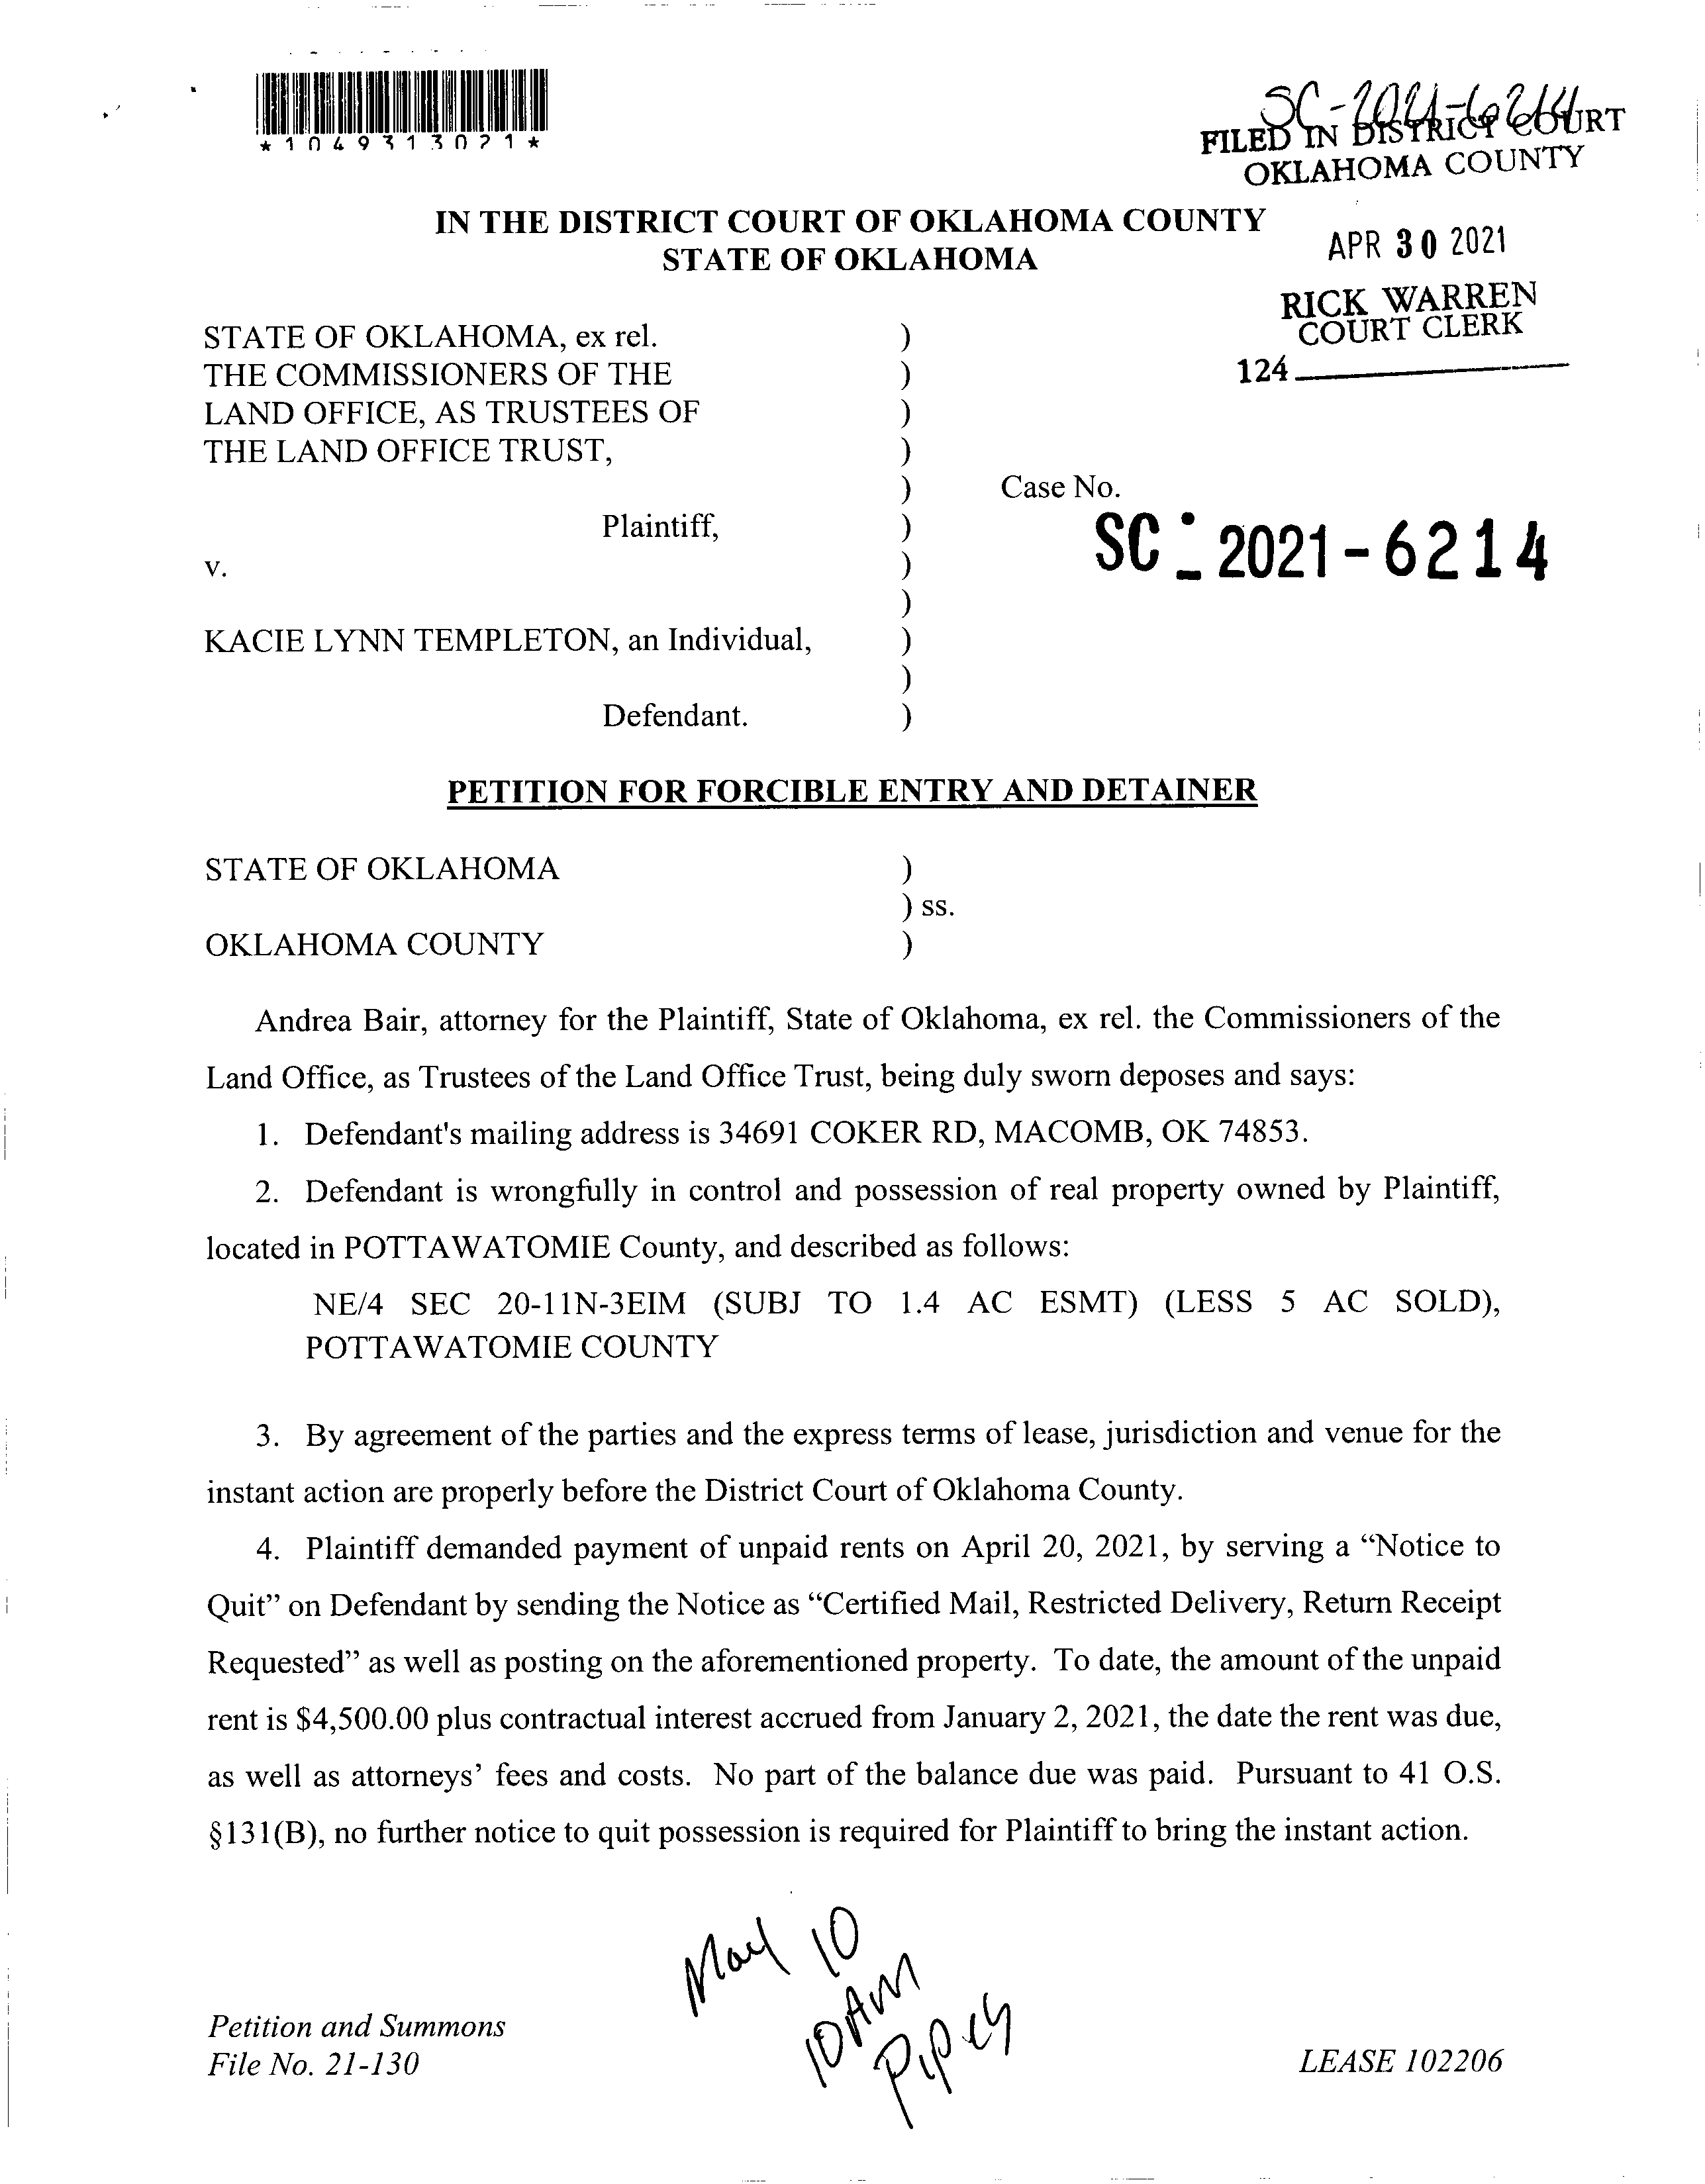 *1049313021*
SC-2021-6214
FILED IN DISTRICT COURT
OKLAHOMA COUNTY
IN THE DISTRICT COURT OF OKLAHOMA COUNTY
STATE OF OKLAHOMA
APR 30 2021
RICK WARREN
COURT CLERK
124
STATE OF OKLAHOMA, ex rel. )
THE COMMISSIONERS OF THE )
LAND OFFICE, AS TRUSTEES OF )
THE LAND OFFICE TRUST, )
) Case No.
Plaintiff, ) SC - 2021 - 6214
v. )
)
KACIE LYNN TEMPLETON, an Individual, )
)
Defendant. )
PETITION FOR FORCIBLE ENTRY AND DETAINER
STATE OF OKLAHOMA )
) ss.
OKLAHOMA COUNTY )
Andrea Bair, attorney for the Plaintiff, State of Oklahoma, ex rel. the Commissioners of the
Land Office, as Trustees of the Land Office Trust, being duly sworn deposes and says:
1. Defendant's mailing address is 34691 COKER RD, MACOMB, OK 74853.
2. Defendant is wrongfully in control and possession of real property owned by Plaintiff,
located in POTTAWATOMIE County, and described as follows:
NE/4 SEC 20-11N-3EIM (SUBJ TO 1.4 AC ESMT) (LESS 5 AC SOLD),
POTTAWATOMIE COUNTY
3. By agreement of the parties and the express terms of lease, jurisdiction and venue for the
instant action are properly before the District Court of Oklahoma County.
4. Plaintiff demanded payment of unpaid rents on April 20, 2021, by serving a “Notice to
Quit” on Defendant by sending the Notice as “Certified Mail, Restricted Delivery, Return Receipt
Requested” as well as posting on the aforementioned property. To date, the amount of the unpaid
rent is $4,500.00 plus contractual interest accrued from January 2, 2021, the date the rent was due,
as well as attorneys’ fees and costs. No part of the balance due was paid. Pursuant to 41 O.S.
§131(B), no further notice to quit possession is required for Plaintiff to bring the instant action.
May 10
10 AM
Pipey
Petition and Summons
File No. 21-130
LEASE 102206